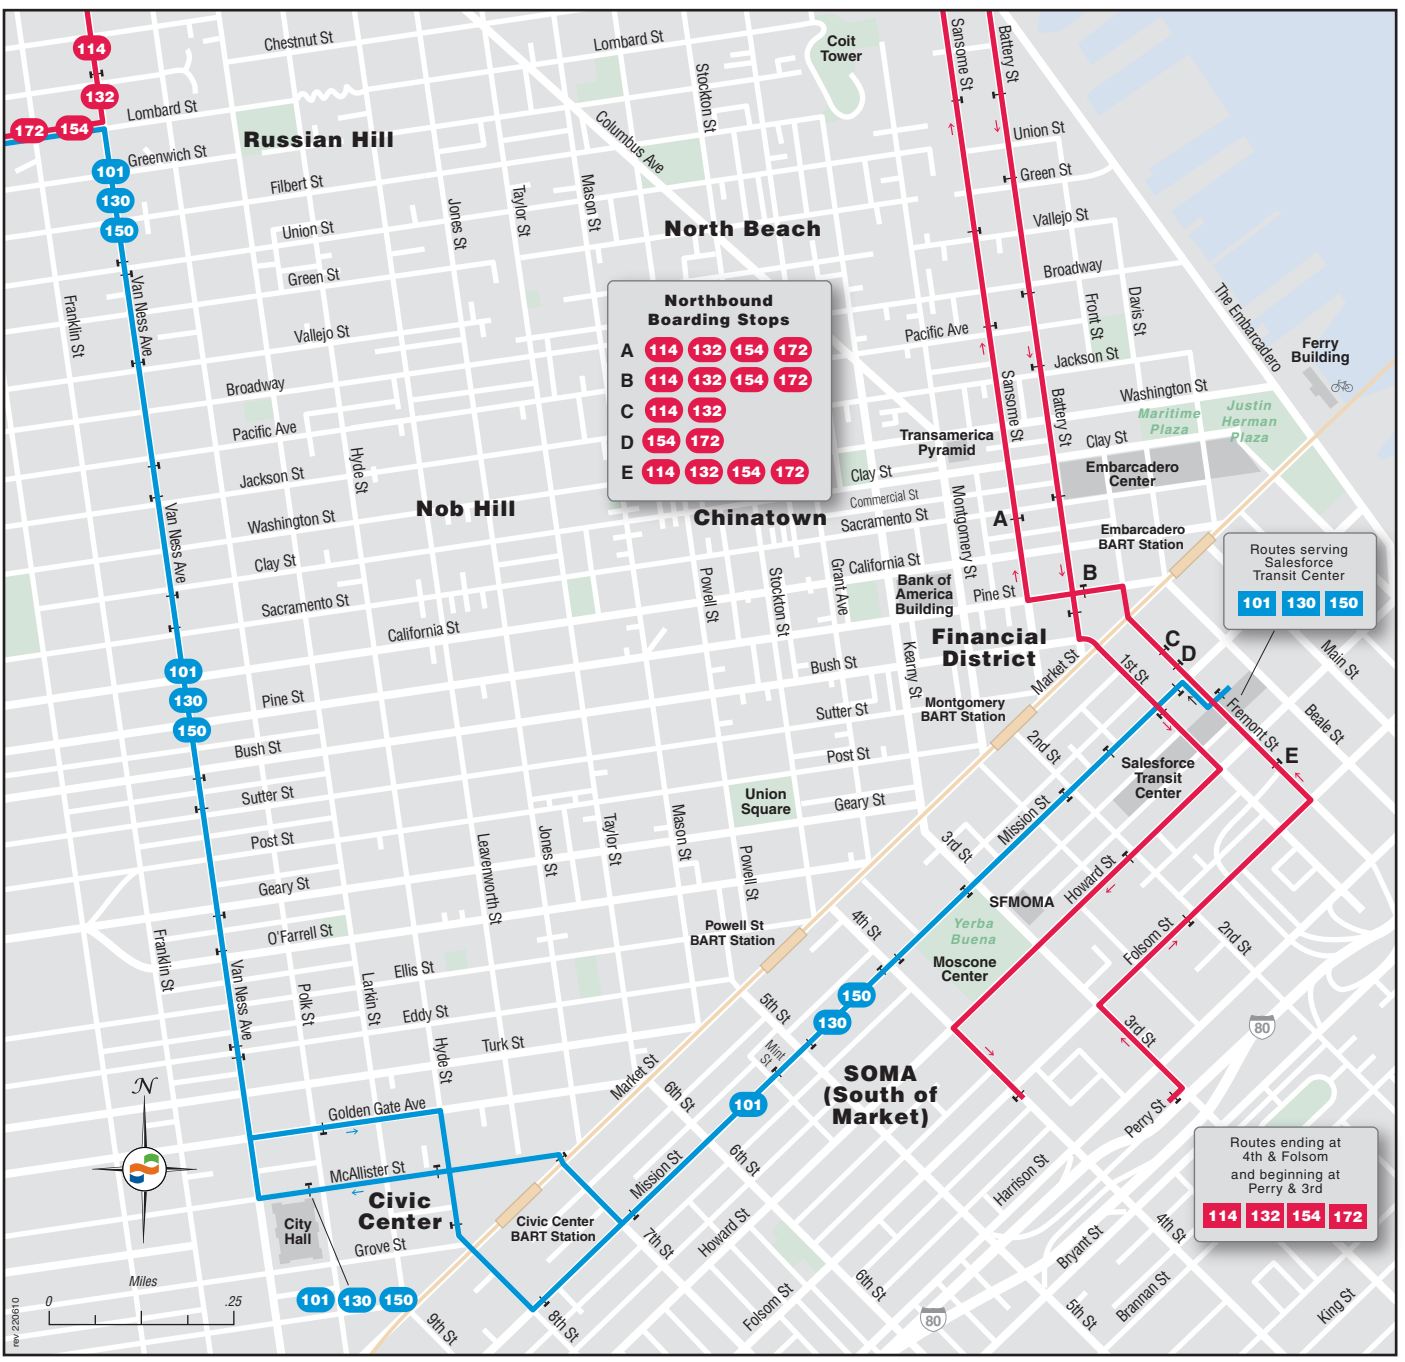 114
132
172
154
Chestnut St
Lombard St
Coit
Tower
Sansome St
Battery St
Lombard St
Stockton St
Columbus Ave
Union St
Greenwich St
Russian Hill
101
130
150
Filbert St
Green St
Jones St
Taylor St
Mason St
Vallejo St
Union St
North Beach
Green St
Broadway
Van Ness Ave
Franklin St
Front St
Davis St
The Embarcadero
Northbound
Boarding Stops
A 114 132 154 172
B 114 132 154 172
C 114 132
D 154 172
E 114 132 154 172
Vallejo St
Pacific Ave
Jackson St
Ferry
Building
Broadway
Sansome St
Battery St
Washington St
Maritime
Plaza
Justin
Herman
Plaza
Pacific Ave
Transamerica
Pyramid
Clay St
Jackson St
Hyde St
Clay St
Embarcadero
Center
Commercial St
Nob Hill
Chinatown
Sacramento St
Montgomery St
A
Washington St
Van Ness Ave
Embarcadero
BART Station
Clay St
California St
Routes serving
Salesforce
Transit Center
101 130 150
Powell St
Stockton St
Grant Ave
Bank of
America
Building
Pine St
B
Sacramento St
California St
Financial
District
C
D
Main St
101
130
150
Bush St
Kearny St
Market St
1st St
Pine St
Sutter St
Montgomery
BART Station
Fremont St
Beale St
Bush St
Post St
2nd St
E
Salesforce
Transit
Center
Sutter St
Union
Square
Geary St
Mission St
Post St
Leavenworth St
Jones St
Taylor St
Mason St
Powell St
3rd St
Howard St
Geary St
SFMOMA
Yerba
Buena
Moscone
Center
4th St
Powell St
BART Station
Folsom St
2nd St
O'Farrell St
Franklin St
Van Ness Ave
Ellis St
Polk St
Larkin St
Eddy St
150
130
5th St
80
3rd St
Turk St
Hyde St
Mint
St
Market St
SOMA
(South of
Market)
101
6th St
N
Golden Gate Ave
Perry St
Routes ending at
4th & Folsom
and beginning at
Perry & 3rd
114 132 154 172
McAllister St
Mission St
6th St
Harrison St
Civic
Center
City
Hall
Civic Center
BART Station
Grove St
7th St
Howard St
4th St
Bryant St
Miles
0 .25
101 130 150
6th St
Folsom St
Brannan St
5th St
King St
80
9th St
8th St
rev 220610